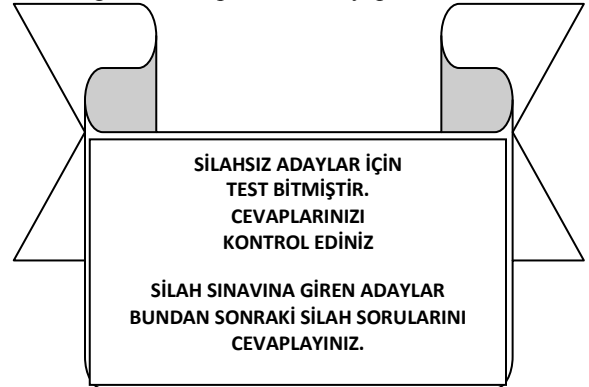 SİLAHSIZ ADAYLAR İÇİN
TEST BİTMİŞTİR.
CEVAPLARINIZI
KONTROL EDİNİZ
SİLAH SINAVINA GİREN ADAYLAR
BUNDAN SONRAKİ SİLAH SORULARINI
CEVAPLAYINIZ.